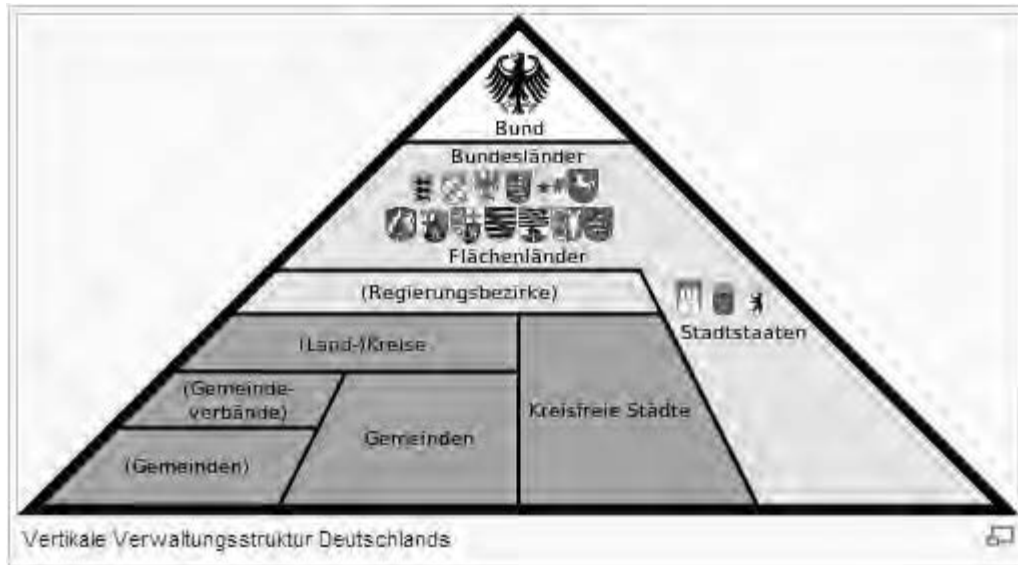 Bund
Bundesländer
Flächenländer
(Regierungsbezirke)
Stadtstaaten
(Land-)Kreise
(Gemeinde-
verbände)
Kreisfreie Städte
Gemeinden
(Gemeinden)
Vertikale Verwaltungsstruktur Deutschlands